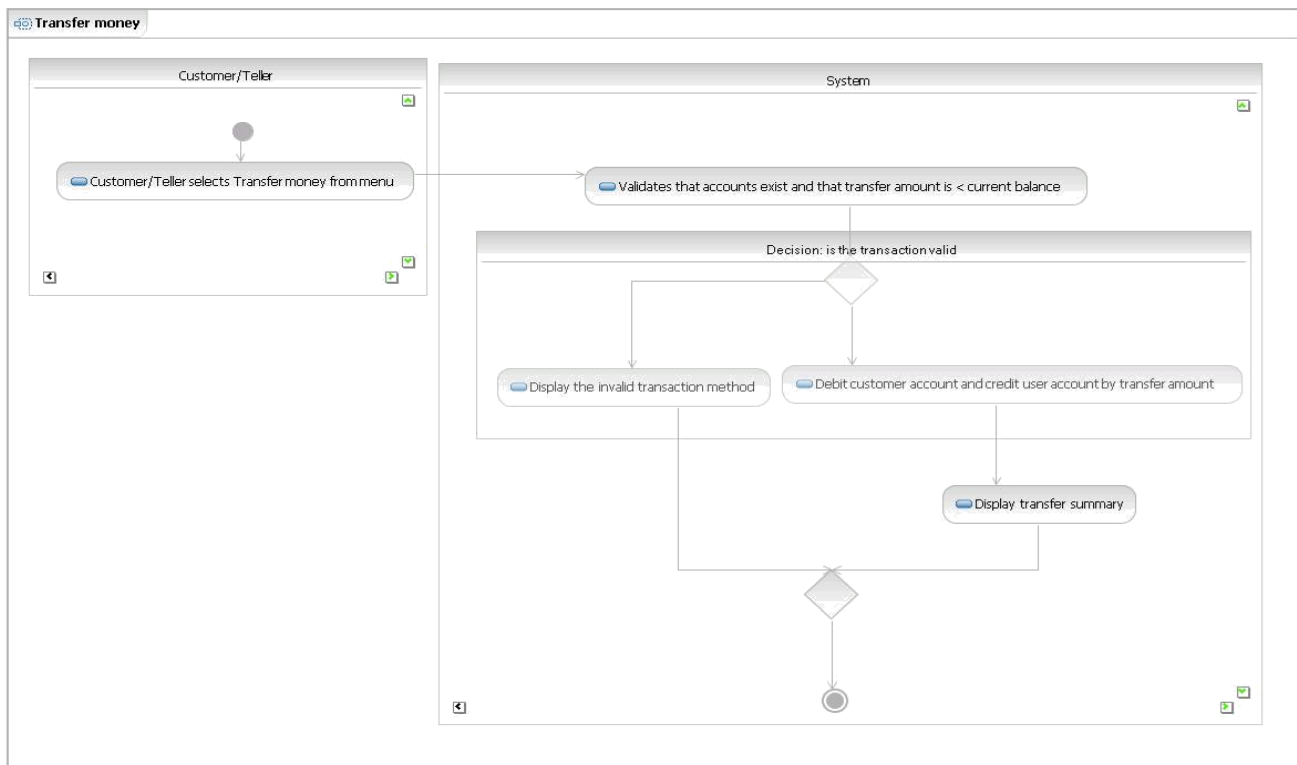 Transfer money
Customer/Teller
System
Customer/Teller selects Transfer money from menu
Validates that accounts exist and that transfer amount is < current balance
Decision: is the transaction valid
Display the invalid transaction method
Debit customer account and credit user account by transfer amount
Display transfer summary